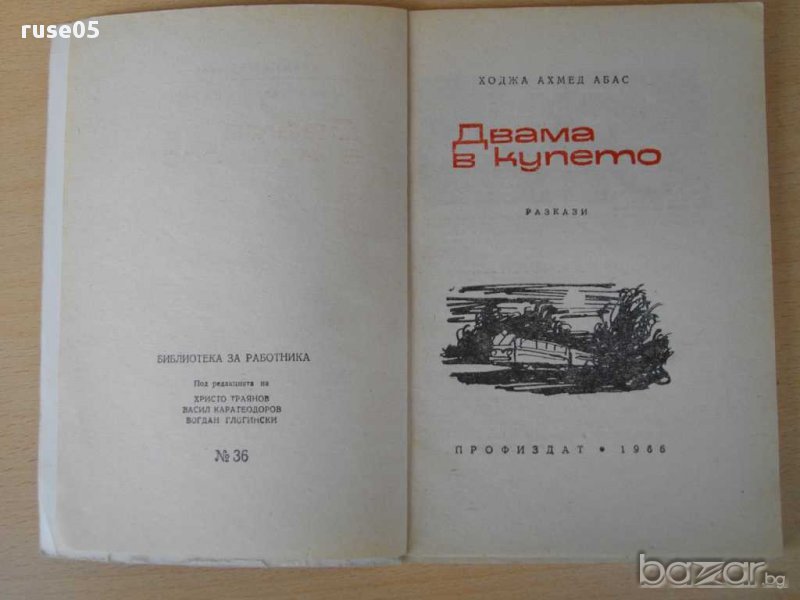 ruse05
БИБЛИОТЕКА ЗА РАБОТНИКА
Под редакцията на
ХРИСТО ТРАЯНОВ
ВАСИЛ КАРАТЕОДОРОВ
БОГДАН ГЛОГИНСКИ
№ 36
ХОДЖА АХМЕД АБАС
Двама
в купето
РАЗКАЗИ
ПРОФИЗДАТ • 1966
bazar.bg